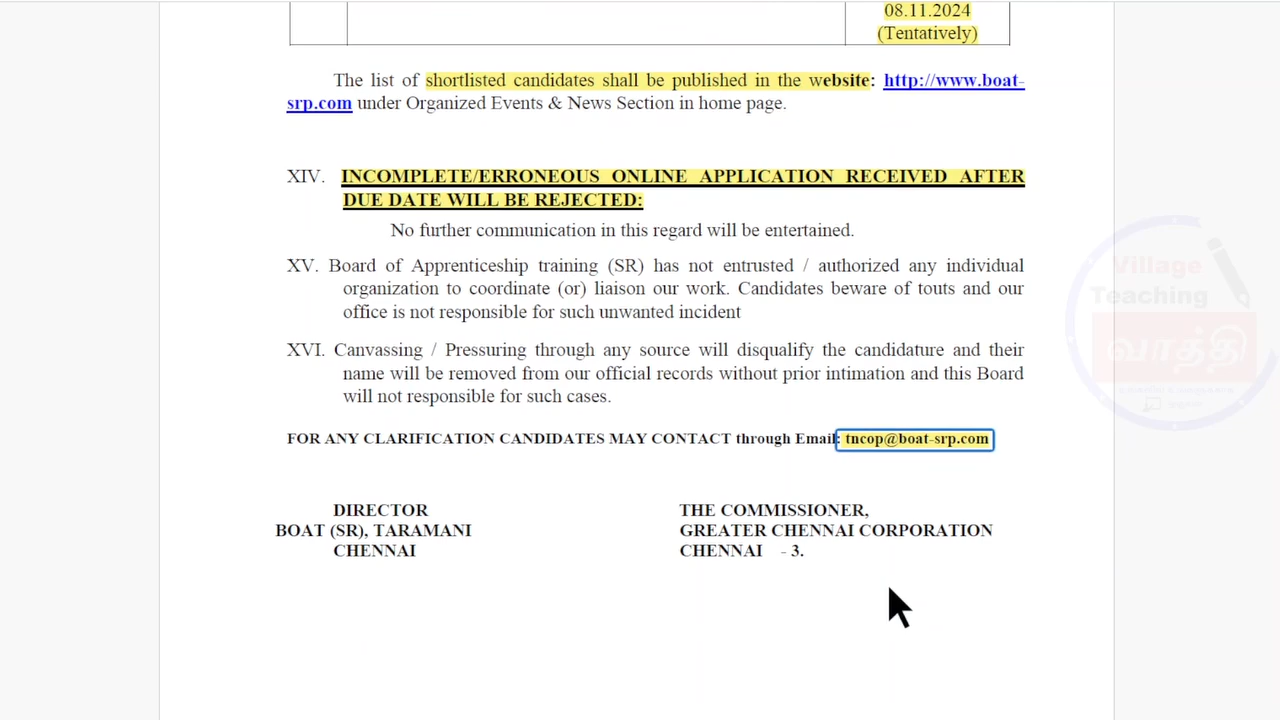 08.11.2024
(Tentatively)
The list of shortlisted candidates shall be published in the website: http://www.boat-
srp.com under Organized Events & News Section in home page.
XIV. INCOMPLETE/ERRONEOUS ONLINE APPLICATION RECEIVED AFTER
DUE DATE WILL BE REJECTED:
No further communication in this regard will be entertained.
XV. Board of Apprenticeship training (SR) has not entrusted / authorized any individual
organization to coordinate (or) liaison our work. Candidates beware of touts and our
office is not responsible for such unwanted incident
XVI. Canvassing / Pressuring through any source will disqualify the candidature and their
name will be removed from our official records without prior intimation and this Board
will not responsible for such cases.
FOR ANY CLARIFICATION CANDIDATES MAY CONTACT through Email: tncop@boat-srp.com
DIRECTOR
BOAT (SR), TARAMANI
CHENNAI
THE COMMISSIONER,
GREATER CHENNAI CORPORATION
CHENNAI - 3.
Village
Teaching
வாத்தி